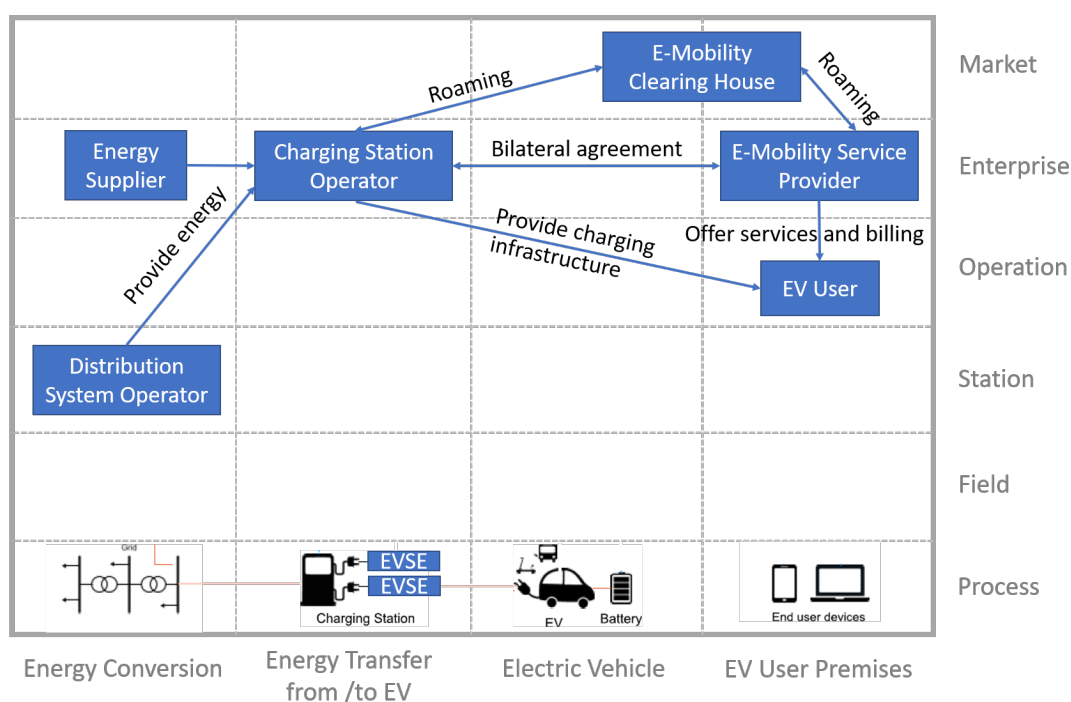 E-Mobility
Clearing House
Market
Roaming
Roaming
Energy
Supplier
Charging Station
Operator
Bilateral agreement
E-Mobility Service
Provider
Enterprise
Provide energy
Provide charging
infrastructure
Offer services and billing
EV User
Operation
Distribution
System Operator
Station
Field
Grid
EVSE
EVSE
Charging Station
EV
Battery
End user devices
Process
Energy Conversion
Energy Transfer
from /to EV
Electric Vehicle
EV User Premises